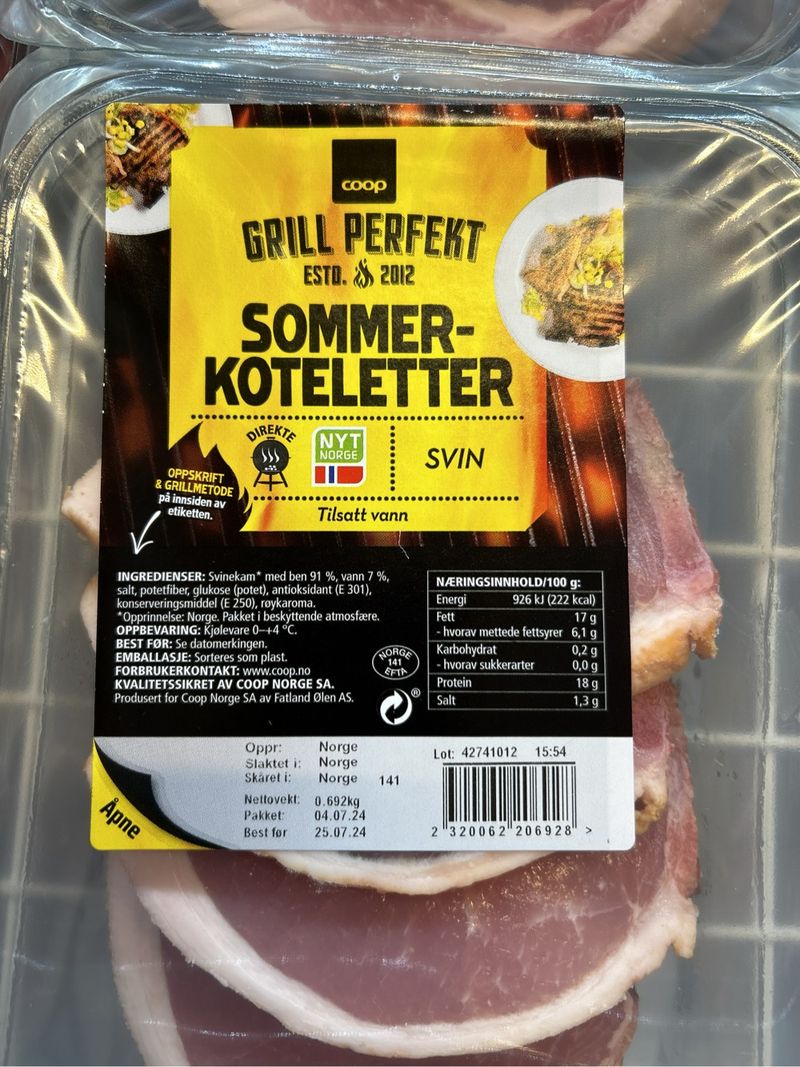 coop
GRILL PERFEKT
ESTD. 2012
SOMMER-
KOTELETTER
DIREKTE
NYT
NORGE
SVIN
OPPSKRIFT
& GRILLMETODE
på innsiden av
etiketten.
Tilsatt vann
INGREDIENSER: Svinekam* med ben 91 %, vann 7 %,
salt, potetfiber, glukose (potet), antioksidant (E 301),
konserveringsmiddel (E 250), røykaroma.
*Opprinnelse: Norge. Pakket i beskyttende atmosfære.
OPPBEVARING: Kjølevare 0–+4 °C.
BEST FØR: Se datomerkingen.
EMBALLASJE: Sorteres som plast.
FORBRUKERKONTAKT: www.coop.no
KVALITETSSIKRET AV COOP NORGE SA.
Produsert for Coop Norge SA av Fatland Ølen AS.
NORGE
141
EFTA
®
NÆRINGSINNHOLD/100 g:
Energi 926 kJ (222 kcal)
Fett 17 g
- hvorav mettede fettsyrer 6,1 g
Karbohydrat 0,2 g
- hvorav sukkerarter 0,0 g
Protein 18 g
Salt 1,3 g
Åpne
Oppr: Norge
Slaktet i: Norge
Skåret i: Norge 141
Nettovekt: 0.692kg
Pakket: 04.07.24
Best før 25.07.24
Lot: 42741012 15:54
2 320062 206928 >